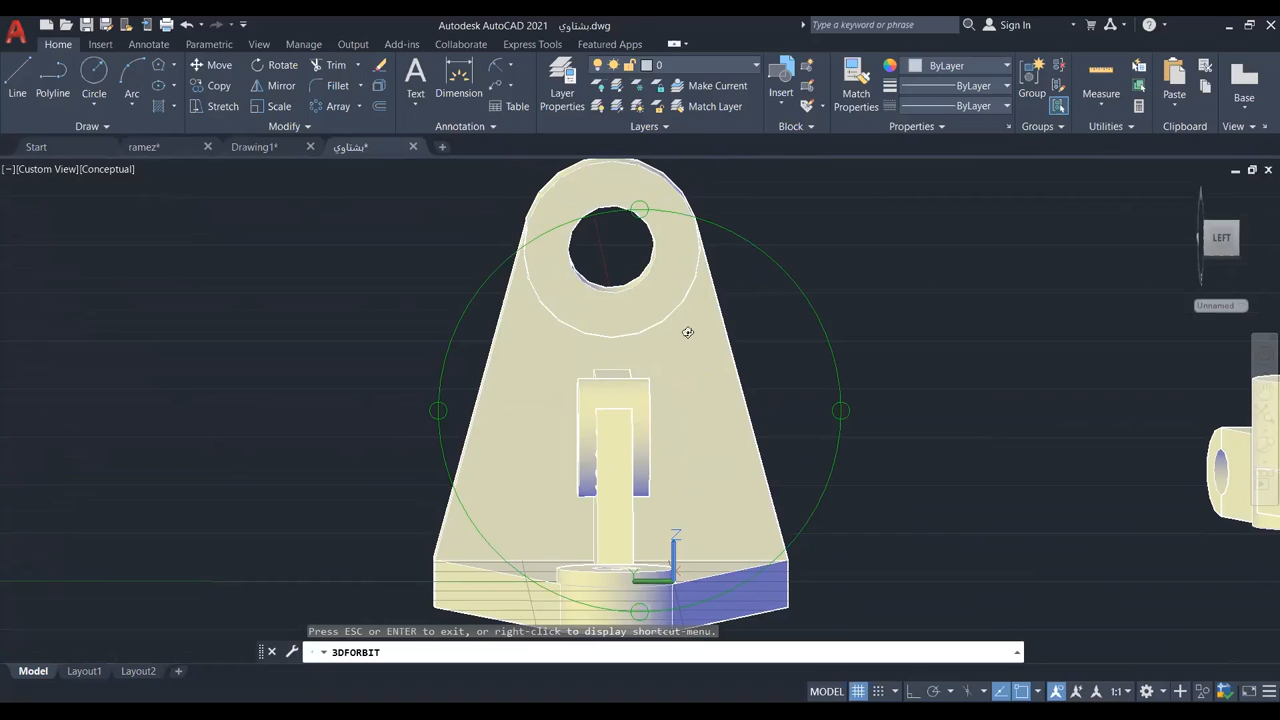 Autodesk AutoCAD 2021 بشتاوي.dwg
Type a keyword or phrase
Sign In
Home Insert Annotate Parametric View Manage Output Add-ins Collaborate Express Tools Featured Apps
Line
Polyline
Circle
Arc
Move
Rotate
Trim
Copy
Mirror
Fillet
Stretch
Scale
Array
Text
Dimension
Table
Layer
Properties
0
Make Current
Match Layer
Insert
Match
Properties
ByLayer
ByLayer
ByLayer
Group
Measure
Paste
Base
Draw
Modify
Annotation
Layers
Block
Properties
Groups
Utilities
Clipboard
View
Start
ramez*
Drawing1*
بشتاوي*
[−][Custom View][Conceptual]
LEFT
Unnamed
Z
Y
X
Press ESC or ENTER to exit, or right-click to display shortcut-menu.
3DFORBIT
Model
Layout1
Layout2
MODEL
1:1